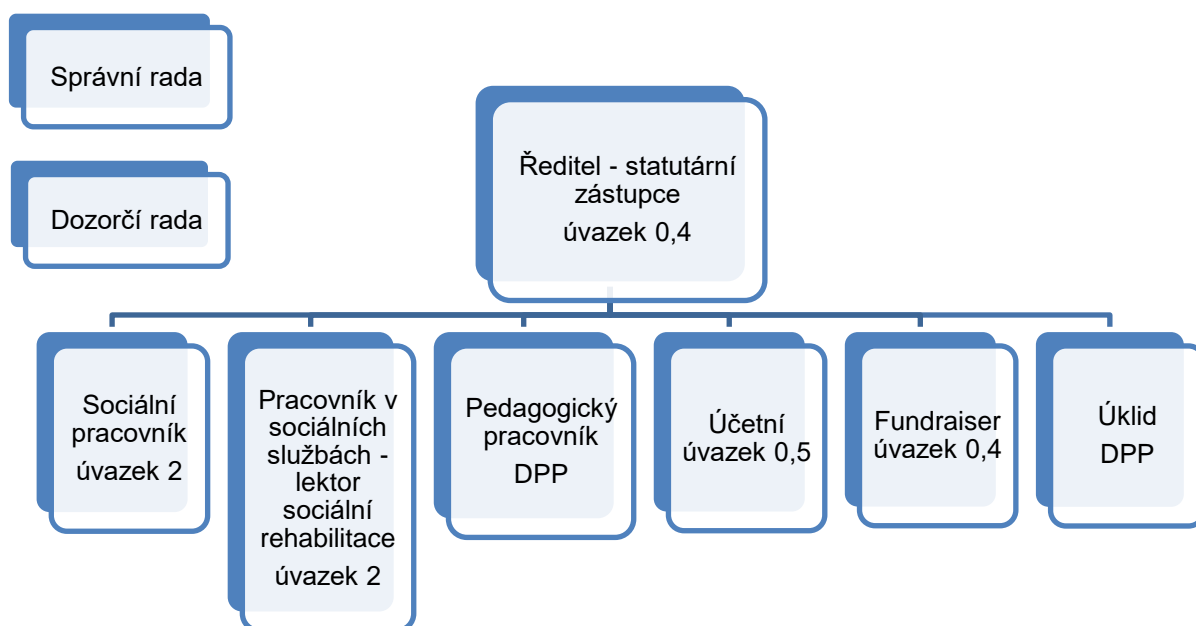 Správní rada
Dozorčí rada
Ředitel - statutární
zástupce
úvazek 0,4
Sociální
pracovník
úvazek 2
Pracovník v
sociálních
službách -
lektor
sociální
rehabilitace
úvazek 2
Pedagogický
pracovník
DPP
Účetní
úvazek 0,5
Fundraiser
úvazek 0,4
Úklid
DPP